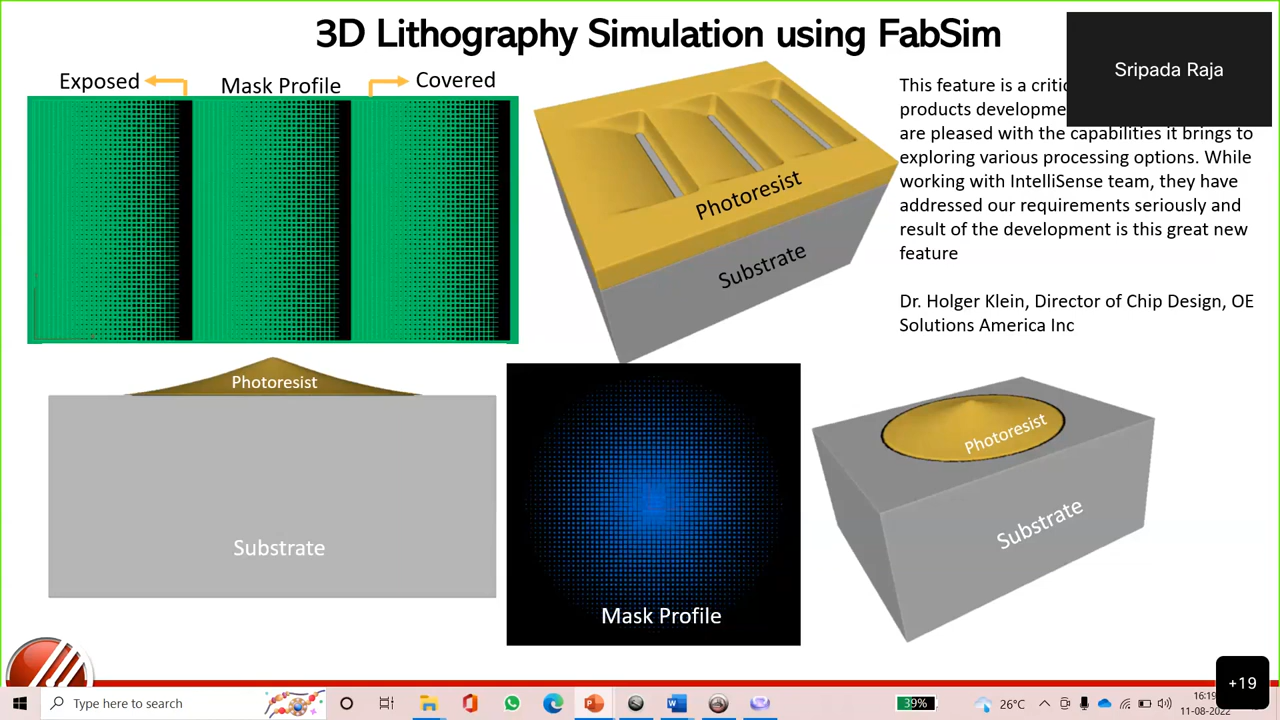 3D Lithography Simulation using FabSim
Sripada Raja
Exposed
Mask Profile
Covered
Photoresist
Substrate
This feature is a
products
are pleased with the capabilities it brings to
exploring various processing options. While
working with IntelliSense team, they have
addressed our requirements seriously and
result of the development is this great new
feature
Dr. Holger Klein, Director of Chip Design, OE
Solutions America Inc
Photoresist
Substrate
Mask Profile
Photoresist
Substrate
+19
Type here to search
39%
26°C
16:19
11-08-2022